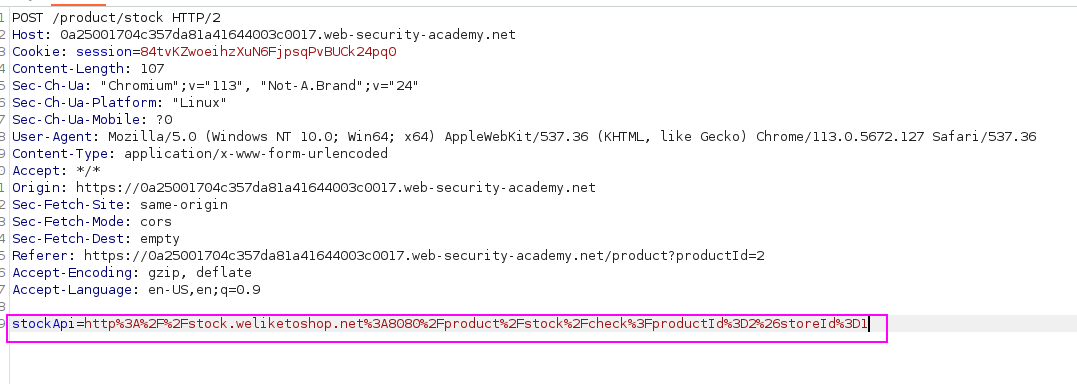 1 POST /product/stock HTTP/2
2 Host: 0a25001704c357da81a41644003c0017.web-security-academy.net
3 Cookie: session=84tvKZwoeihzXuN6FjpsqPvBUCk24pq0
4 Content-Length: 107
5 Sec-Ch-Ua: "Chromium";v="113", "Not-A.Brand";v="24"
6 Sec-Ch-Ua-Platform: "Linux"
7 Sec-Ch-Ua-Mobile: ?0
8 User-Agent: Mozilla/5.0 (Windows NT 10.0; Win64; x64) AppleWebKit/537.36 (KHTML, like Gecko) Chrome/113.0.5672.127 Safari/537.36
9 Content-Type: application/x-www-form-urlencoded
0 Accept: */*
1 Origin: https://0a25001704c357da81a41644003c0017.web-security-academy.net
2 Sec-Fetch-Site: same-origin
3 Sec-Fetch-Mode: cors
4 Sec-Fetch-Dest: empty
5 Referer: https://0a25001704c357da81a41644003c0017.web-security-academy.net/product?productId=2
6 Accept-Encoding: gzip, deflate
7 Accept-Language: en-US,en;q=0.9
8
9 stockApi=http%3A%2F%2Fstock.weliketoshop.net%3A8080%2Fproduct%2Fstock%2Fcheck%3FproductId%3D2%26storeId%3D1